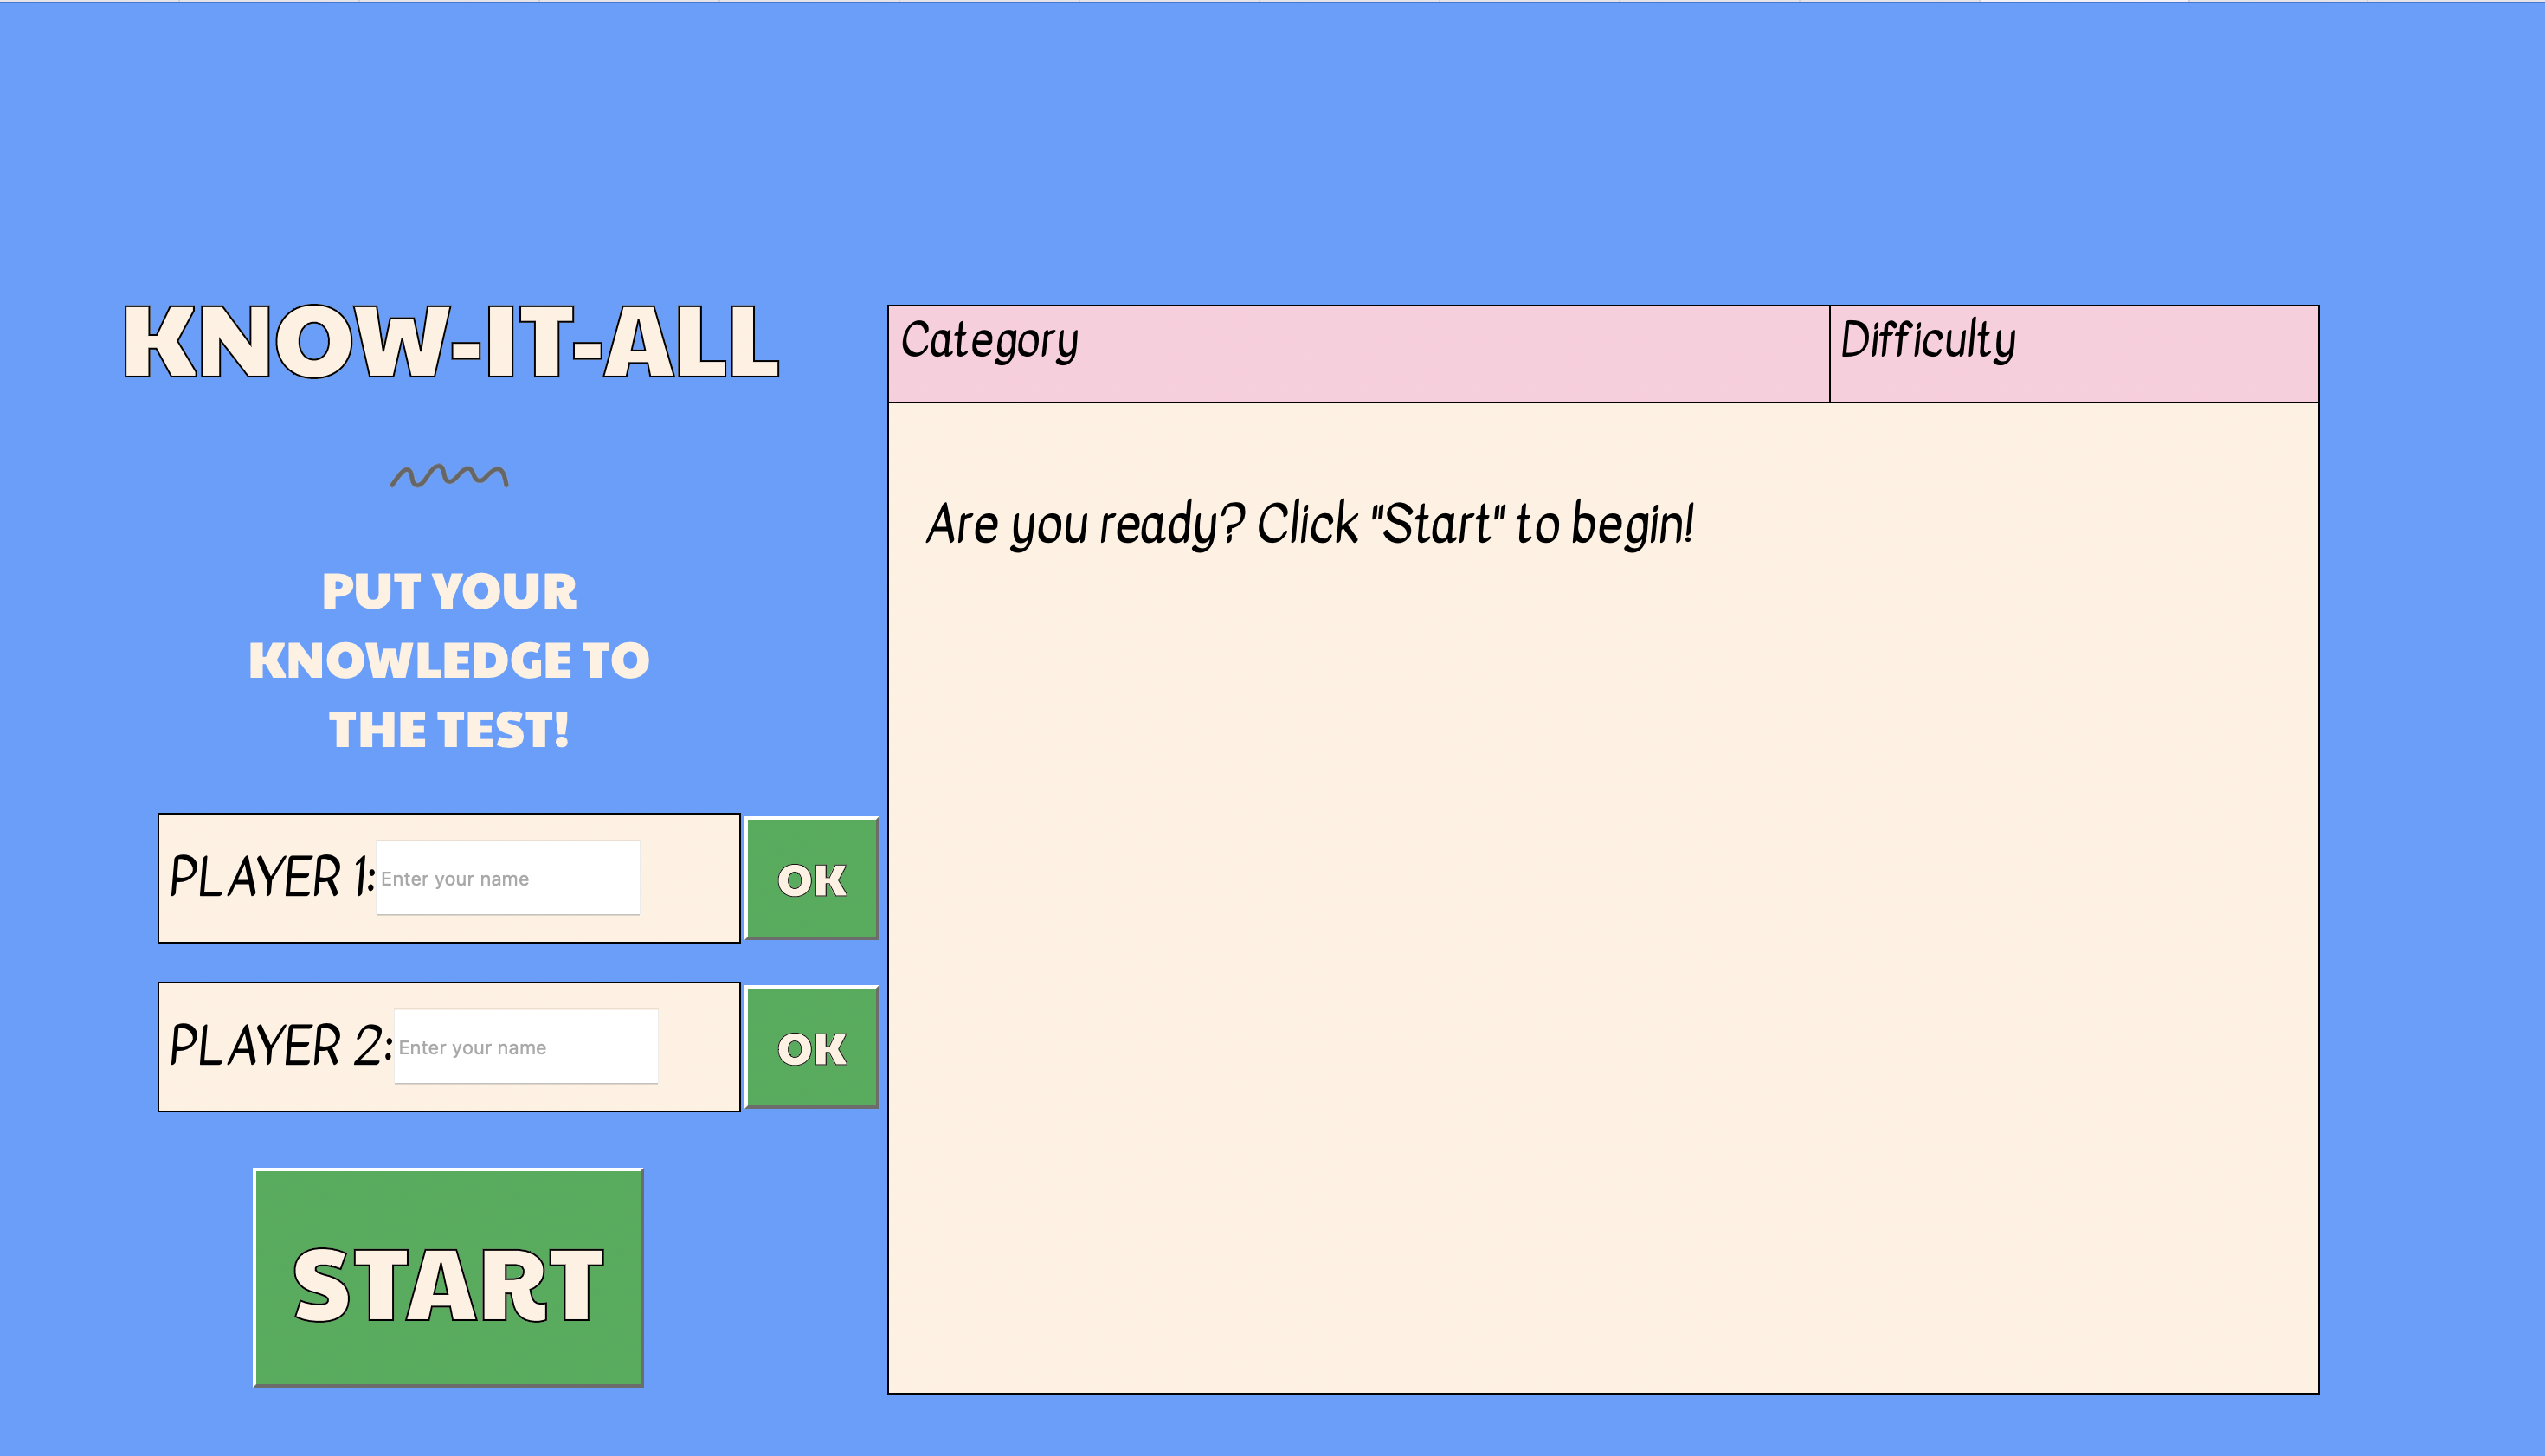 KNOW-IT-ALL
PUT YOUR
KNOWLEDGE TO
THE TEST!
PLAYER 1: Enter your name OK
PLAYER 2: Enter your name OK
START
Category Difficulty
Are you ready? Click "Start" to begin!